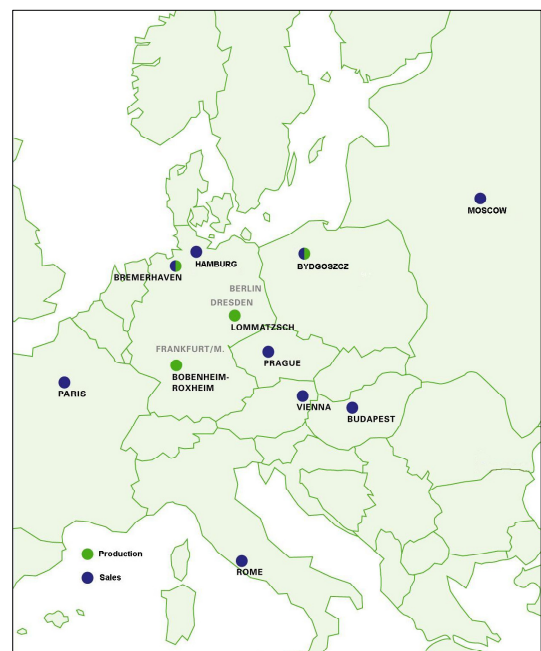 MOSCOW
HAMBURG
BYDGOSZCZ
BREMERHAVEN
BERLIN
DRESDEN
LOMMATZSCH
FRANKFURT/M.
PRAGUE
BOBENHEIM-
ROXHEIM
PARIS
VIENNA
BUDAPEST
Production
ROME
Sales